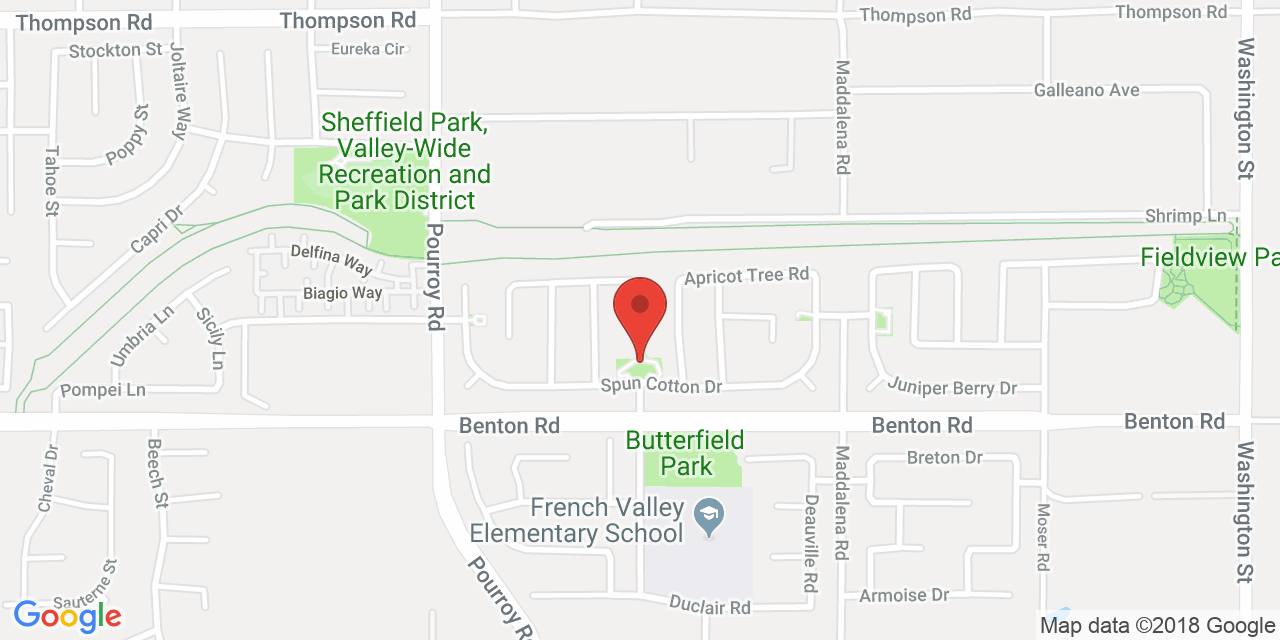 Thompson Rd
Thompson Rd
Thompson Rd
Thompson Rd
Stockton St
Eureka Cir
Joltaire Way
Poppy St
Tahoe St
Capri Dr
Sheffield Park,
Valley-Wide
Recreation and
Park District
Maddalena Rd
Galleano Ave
Washington St
Shrimp Ln
Delfina Way
Biagio Way
Pourroy Rd
Apricot Tree Rd
Fieldview Pa
Umbria Ln
Sicily Ln
Pompei Ln
Spun Cotton Dr
Juniper Berry Dr
Benton Rd
Benton Rd
Benton Rd
Butterfield
Park
Cheval Dr
Beech St
Breton Dr
Maddalena Rd
Deauville Rd
Washington St
French Valley
Elementary School
Moser Rd
Pourroy R
Sauterne St
Duclair Rd
Armoise Dr
Google
Map data ©2018 Google